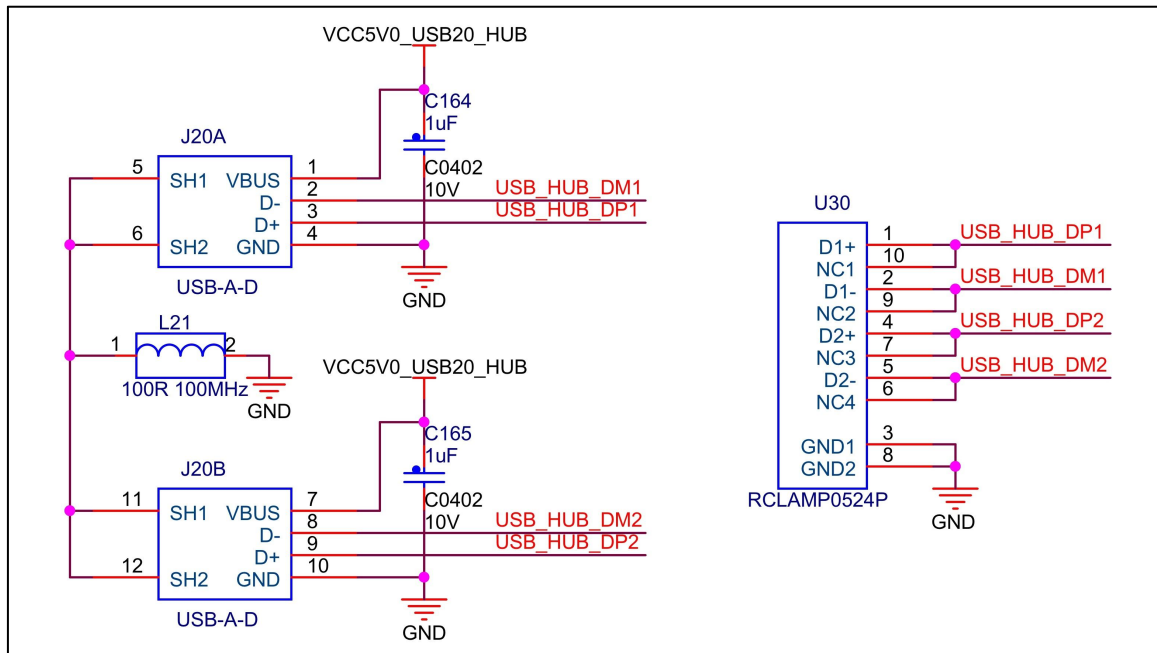 VCC5V0_USB20_HUB
C164
1uF
C0402
10V
J20A
5 SH1 VBUS 1
D- 2 USB_HUB_DM1
D+ 3 USB_HUB_DP1
6 SH2 GND 4
USB-A-D
GND
L21
1 2
100R 100MHz
GND
VCC5V0_USB20_HUB
C165
1uF
C0402
10V
J20B
11 SH1 VBUS 7
D- 8 USB_HUB_DM2
D+ 9 USB_HUB_DP2
12 SH2 GND 10
USB-A-D
GND
U30
D1+ 1 USB_HUB_DP1
NC1 10
D1- 2 USB_HUB_DM1
NC2 9
D2+ 4 USB_HUB_DP2
NC3 7
D2- 5 USB_HUB_DM2
NC4 6
GND1 3
GND2 8
RCLAMP0524P
GND